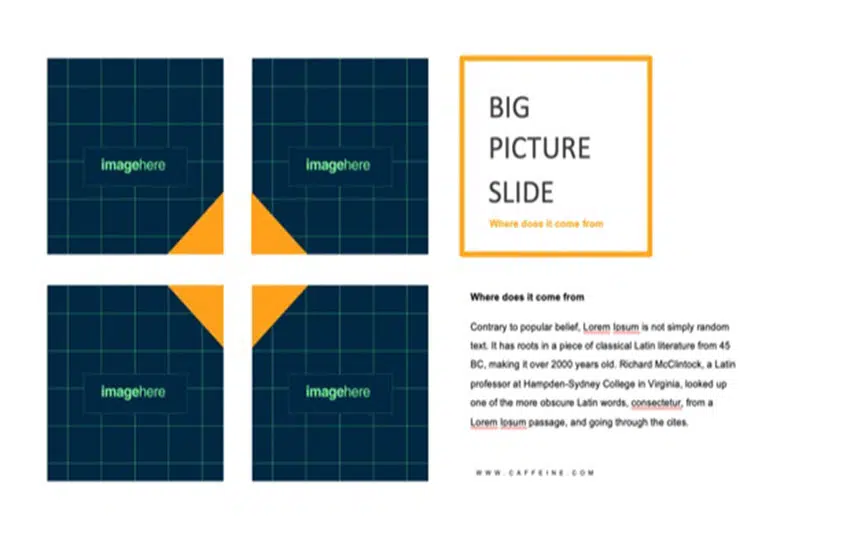 imagehere
imagehere
BIG
PICTURE
SLIDE
Where does it come from
imagehere
imagehere
Where does it come from
Contrary to popular belief, Lorem Ipsum is not simply random
text. It has roots in a piece of classical Latin literature from 45
BC, making it over 2000 years old. Richard McClintock, a Latin
professor at Hampden-Sydney College in Virginia, looked up
one of the more obscure Latin words, consectetur, from a
Lorem Ipsum passage, and going through the cites.
WWW.CAFFEINE.COM